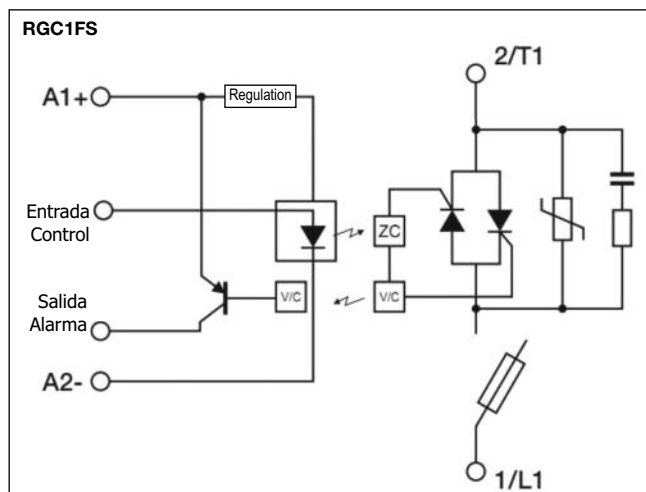 RGC1FS
2/T1
A1+
Regulation
Entrada
Control
ZC
Salida
Alarma
V/C
V/C
A2-
1/L1